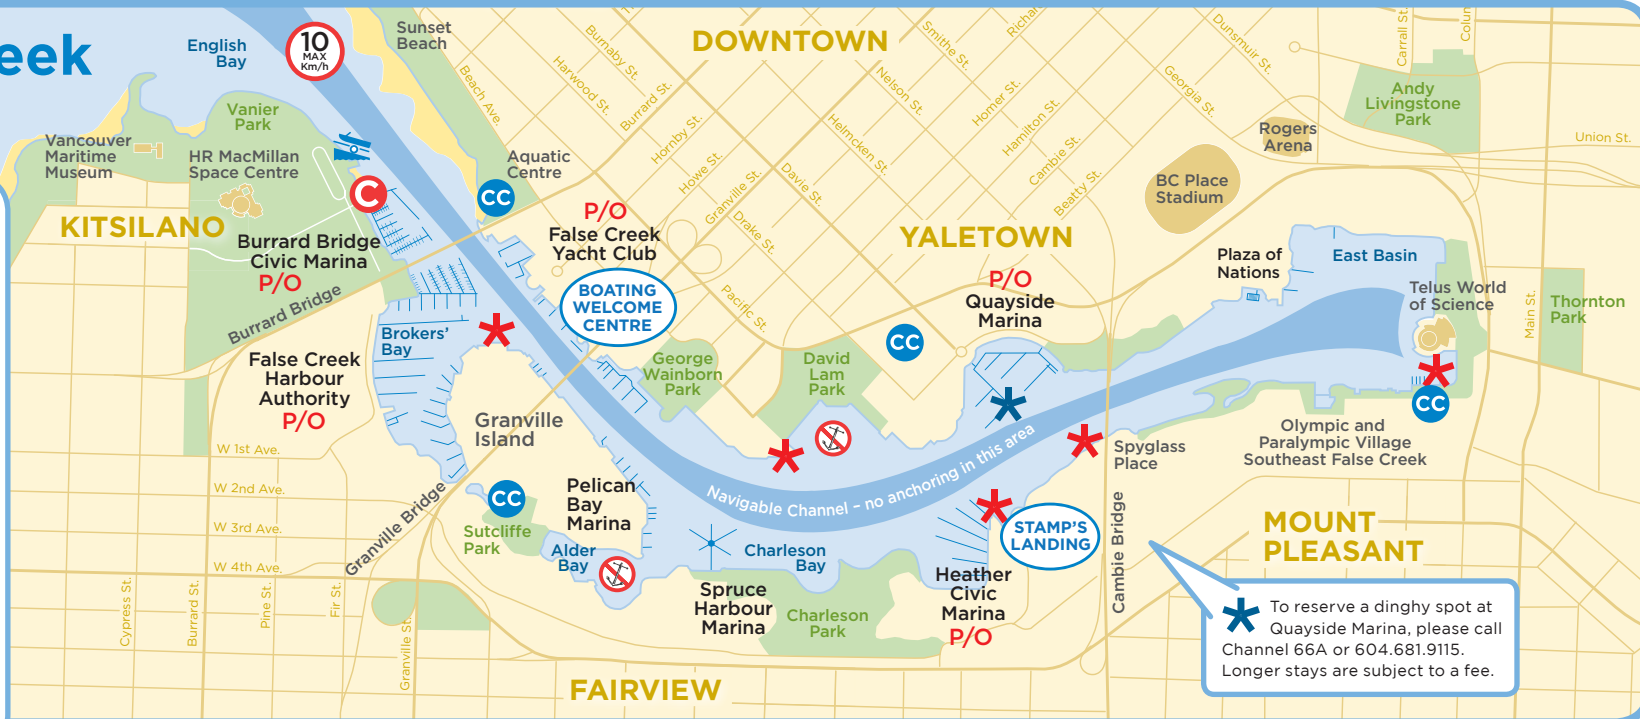 eek
English
Bay
10
MAX
Km/h
Sunset
Beach
DOWNTOWN
Burnaby St.
Harwood St.
Beach Ave.
Burrard St.
Hornby St.
Howe St.
Granville St.
Drake St.
Davie St.
Pacific St.
Helmcken St.
Nelson St.
Smithe St.
Richar
Homer St.
Hamilton St.
Cambie St.
Beatty St.
Dunsmuir St.
Georgia St.
Carrall St.
Colum
Union St.
Andy
Livingstone
Park
Rogers
Arena
BC Place
Stadium
Vanier
Park
Vancouver
Maritime
Museum
HR MacMillan
Space Centre
C
Aquatic
Centre
CC
KITSILANO
Burrard Bridge
Civic Marina
P/O
Burrard Bridge
P/O
False Creek
Yacht Club
BOATING
WELCOME
CENTRE
YALETOWN
P/O
Quayside
Marina
CC
Plaza of
Nations
East Basin
Telus World
of Science
Main St.
Thornton
Park
CC
Brokers'
Bay
False Creek
Harbour
Authority
P/O
George
Wainborn
Park
David
Lam
Park
Granville
Island
Navigable Channel – no anchoring in this area
Spyglass
Place
Olympic and
Paralympic Village
Southeast False Creek
W 1st Ave.
W 2nd Ave.
W 3rd Ave.
W 4th Ave.
Granville Bridge
CC
Sutcliffe
Park
Pelican
Bay
Marina
Alder
Bay
Charleson
Bay
Spruce
Harbour
Marina
Charleson
Park
Heather
Civic
Marina
P/O
STAMP'S
LANDING
Cambie Bridge
MOUNT
PLEASANT
Cypress St.
Burrard St.
Pine St.
Fir St.
Granville St.
FAIRVIEW
To reserve a dinghy spot at
Quayside Marina, please call
Channel 66A or 604.681.9115.
Longer stays are subject to a fee.